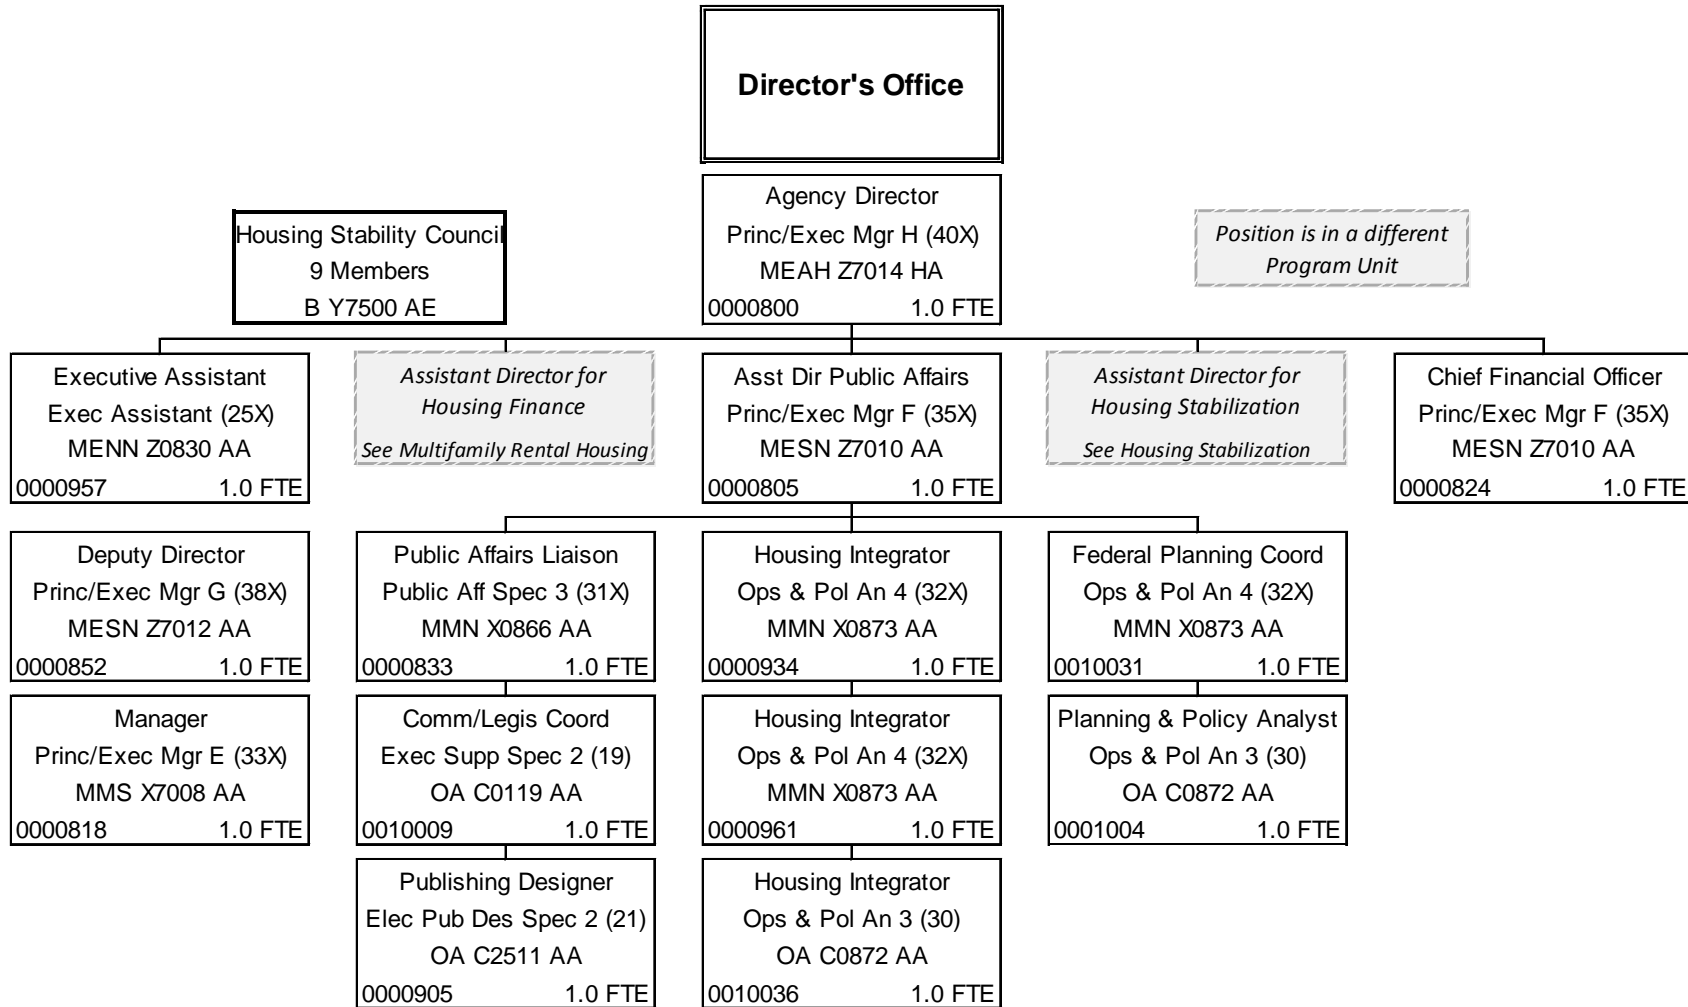 Director's Office
Agency Director
Princ/Exec Mgr H (40X)
MEAH Z7014 HA
0000800 1.0 FTE
Housing Stability Council
9 Members
B Y7500 AE
Position is in a different
Program Unit
Executive Assistant
Exec Assistant (25X)
MENN Z0830 AA
0000957 1.0 FTE
Assistant Director for
Housing Finance
See Multifamily Rental Housing
Asst Dir Public Affairs
Princ/Exec Mgr F (35X)
MESN Z7010 AA
0000805 1.0 FTE
Assistant Director for
Housing Stabilization
See Housing Stabilization
Chief Financial Officer
Princ/Exec Mgr F (35X)
MESN Z7010 AA
0000824 1.0 FTE
Deputy Director
Princ/Exec Mgr G (38X)
MESN Z7012 AA
0000852 1.0 FTE
Public Affairs Liaison
Public Aff Spec 3 (31X)
MMN X0866 AA
0000833 1.0 FTE
Housing Integrator
Ops & Pol An 4 (32X)
MMN X0873 AA
0000934 1.0 FTE
Federal Planning Coord
Ops & Pol An 4 (32X)
MMN X0873 AA
0010031 1.0 FTE
Manager
Princ/Exec Mgr E (33X)
MMS X7008 AA
0000818 1.0 FTE
Comm/Legis Coord
Exec Supp Spec 2 (19)
OA C0119 AA
0010009 1.0 FTE
Housing Integrator
Ops & Pol An 4 (32X)
MMN X0873 AA
0000961 1.0 FTE
Planning & Policy Analyst
Ops & Pol An 3 (30)
OA C0872 AA
0001004 1.0 FTE
Publishing Designer
Elec Pub Des Spec 2 (21)
OA C2511 AA
0000905 1.0 FTE
Housing Integrator
Ops & Pol An 3 (30)
OA C0872 AA
0010036 1.0 FTE